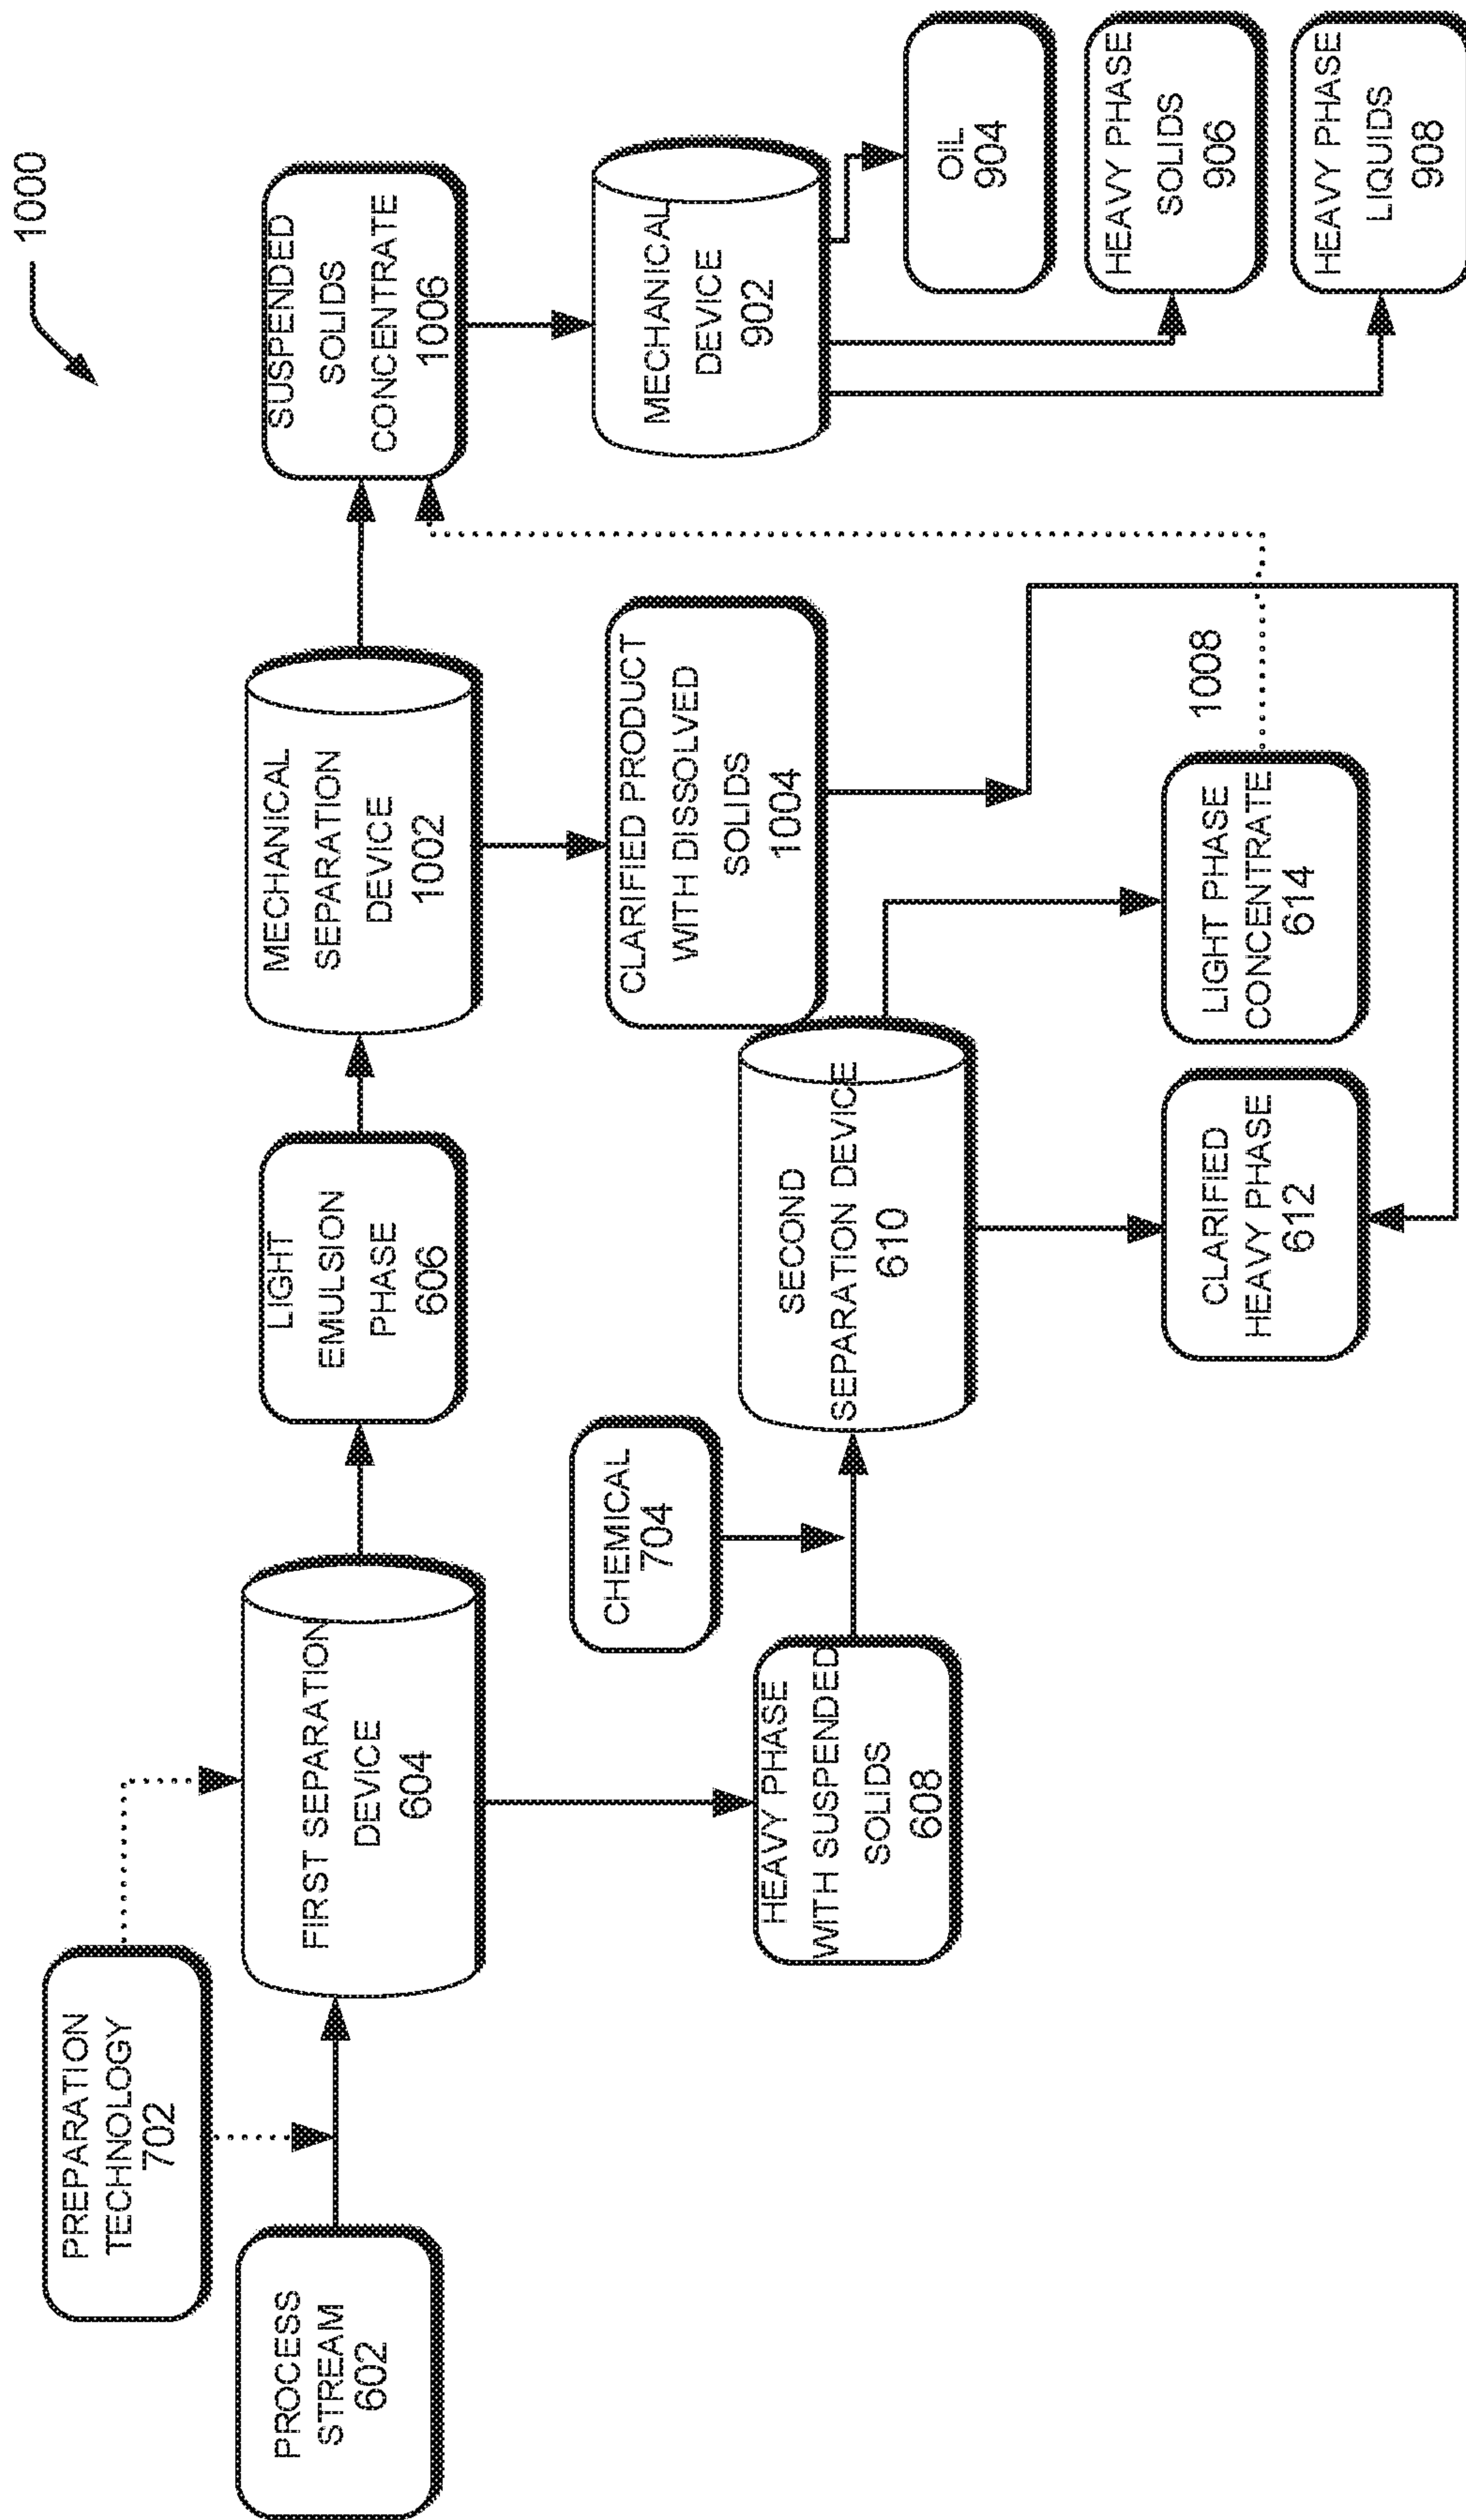 1000
PREPARATION
TECHNOLOGY
702
PROCESS
STREAM
602
FIRST SEPARATION
DEVICE
604
LIGHT
EMULSION
PHASE
606
MECHANICAL
SEPARATION
DEVICE
1002
SUSPENDED
SOLIDS
CONCENTRATE
1006
HEAVY PHASE
WITH SUSPENDED
SOLIDS
608
CHEMICAL
704
SECOND
SEPARATION DEVICE
610
CLARIFIED PRODUCT
WITH DISSOLVED
SOLIDS
1004
MECHANICAL
DEVICE
902
CLARIFIED
HEAVY PHASE
612
LIGHT PHASE
CONCENTRATE
614
1008
OIL
904
HEAVY PHASE
SOLIDS
906
HEAVY PHASE
LIQUIDS
908